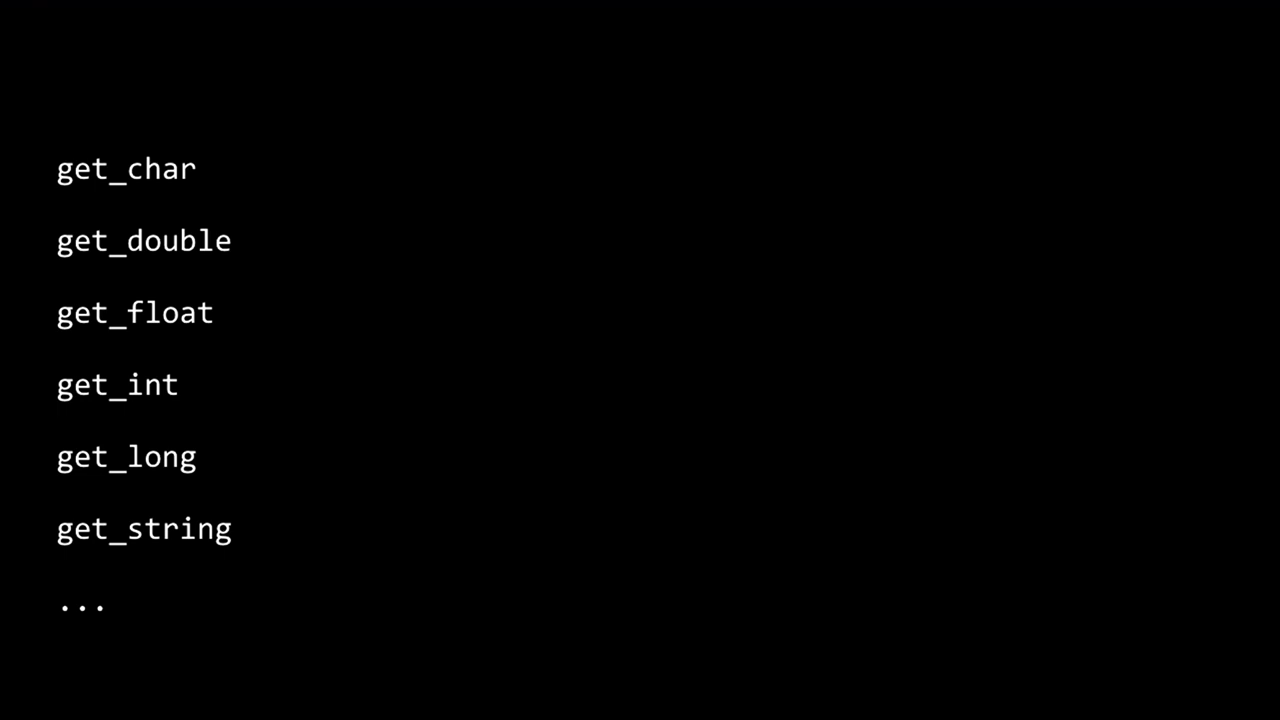 get_char
get_double
get_float
get_int
get_long
get_string
...